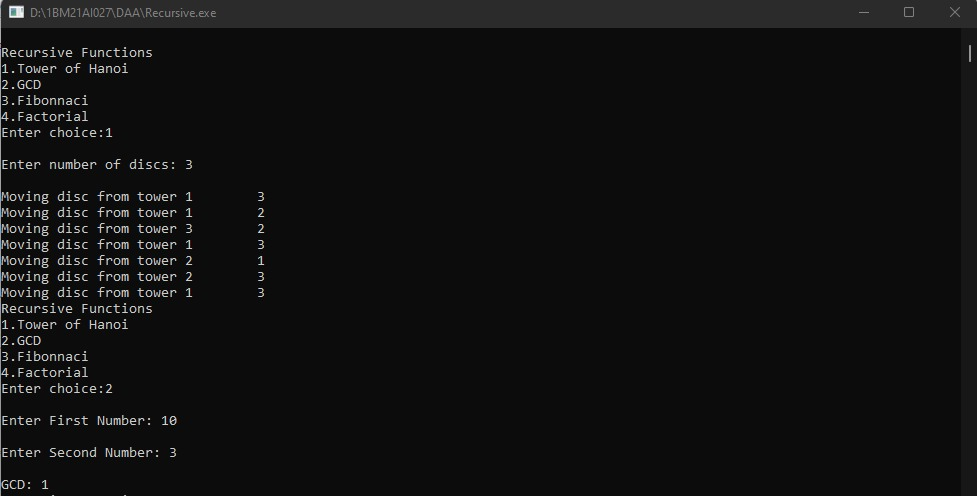 D:\1BM21AI027\DAA\Recursive.exe
Recursive Functions
1.Tower of Hanoi
2.GCD
3.Fibonnaci
4.Factorial
Enter choice:1
Enter number of discs: 3
Moving disc from tower 1 3
Moving disc from tower 1 2
Moving disc from tower 3 2
Moving disc from tower 1 3
Moving disc from tower 2 1
Moving disc from tower 2 3
Moving disc from tower 1 3
Recursive Functions
1.Tower of Hanoi
2.GCD
3.Fibonnaci
4.Factorial
Enter choice:2
Enter First Number: 10
Enter Second Number: 3
GCD: 1